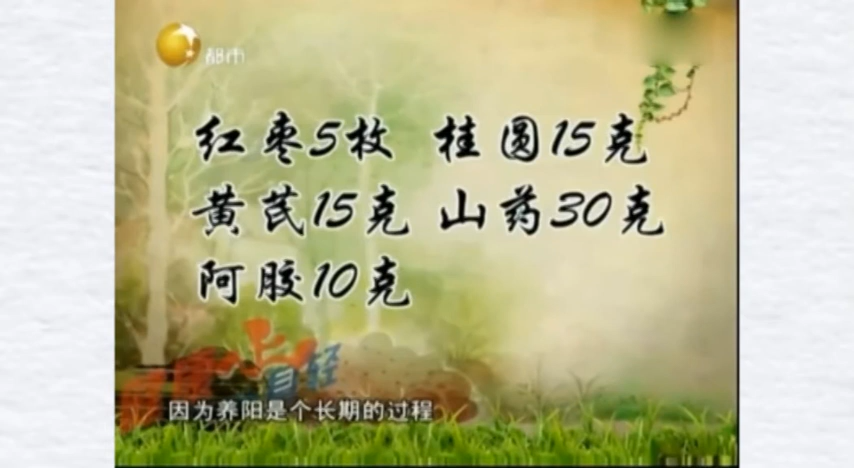 都市
红枣5枚 桂圆15克
黄芪15克 山药30克
阿胶10克
因为养阳是个长期的过程